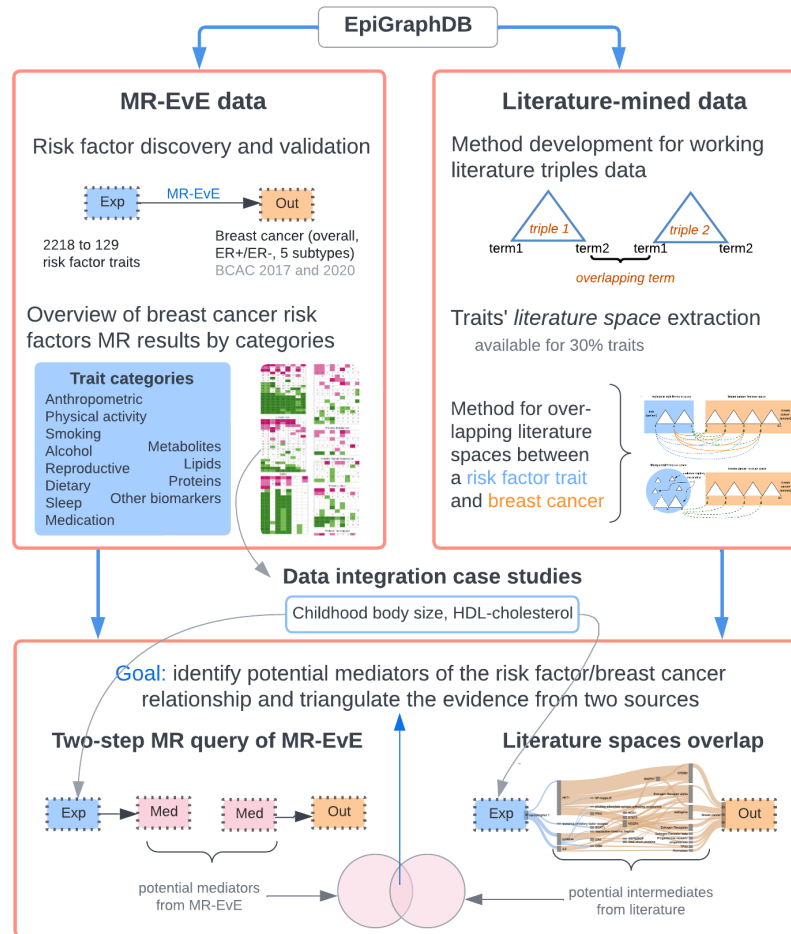 EpiGraphDB
MR-EvE data
Risk factor discovery and validation
Exp
MR-EvE
Out
2218 to 129
risk factor traits
Breast cancer (overall,
ER+/ER-, 5 subtypes)
BCAC 2017 and 2020
Overview of breast cancer risk
factors MR results by categories
Trait categories
Anthropometric
Physical activity
Smoking
Alcohol
Reproductive
Dietary
Sleep
Medication
Metabolites
Lipids
Proteins
Other biomarkers
Literature-mined data
Method development for working
literature triples data
triple 1
triple 2
term1
term2
term1
term2
overlapping term
Traits' literature space extraction
available for 30% traits
Method for over-
lapping literature
spaces between
a risk factor trait
and breast cancer
Data integration case studies
Childhood body size, HDL-cholesterol
Goal: identify potential mediators of the risk factor/breast cancer
relationship and triangulate the evidence from two sources
Two-step MR query of MR-EvE
Exp
Med
Med
Out
potential mediators
from MR-EvE
Literature spaces overlap
Exp
Out
potential intermediates
from literature